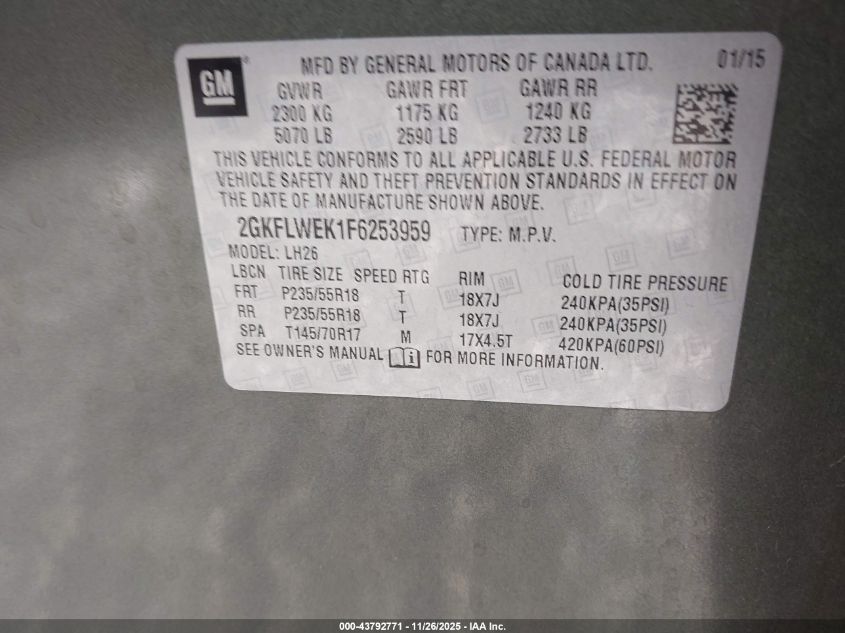 GM ® MFD BY GENERAL MOTORS OF CANADA LTD. 01/15
GVWR GAWR FRT GAWR RR
2300 KG 1175 KG 1240 KG
5070 LB 2590 LB 2733 LB
THIS VEHICLE CONFORMS TO ALL APPLICABLE U.S. FEDERAL MOTOR
VEHICLE SAFETY AND THEFT PREVENTION STANDARDS IN EFFECT ON
THE DATE OF MANUFACTURE SHOWN ABOVE.
2GKFLWEK1F6253959 TYPE: M.P.V.
MODEL: LH26
LBCN TIRE SIZE SPEED RTG RIM COLD TIRE PRESSURE
FRT P235/55R18 T 18X7J 240KPA(35PSI)
RR P235/55R18 T 18X7J 240KPA(35PSI)
SPA T145/70R17 M 17X4.5T 420KPA(60PSI)
SEE OWNER'S MANUAL i FOR MORE INFORMATION.
000-43792771 - 11/26/2025 - IAA Inc.